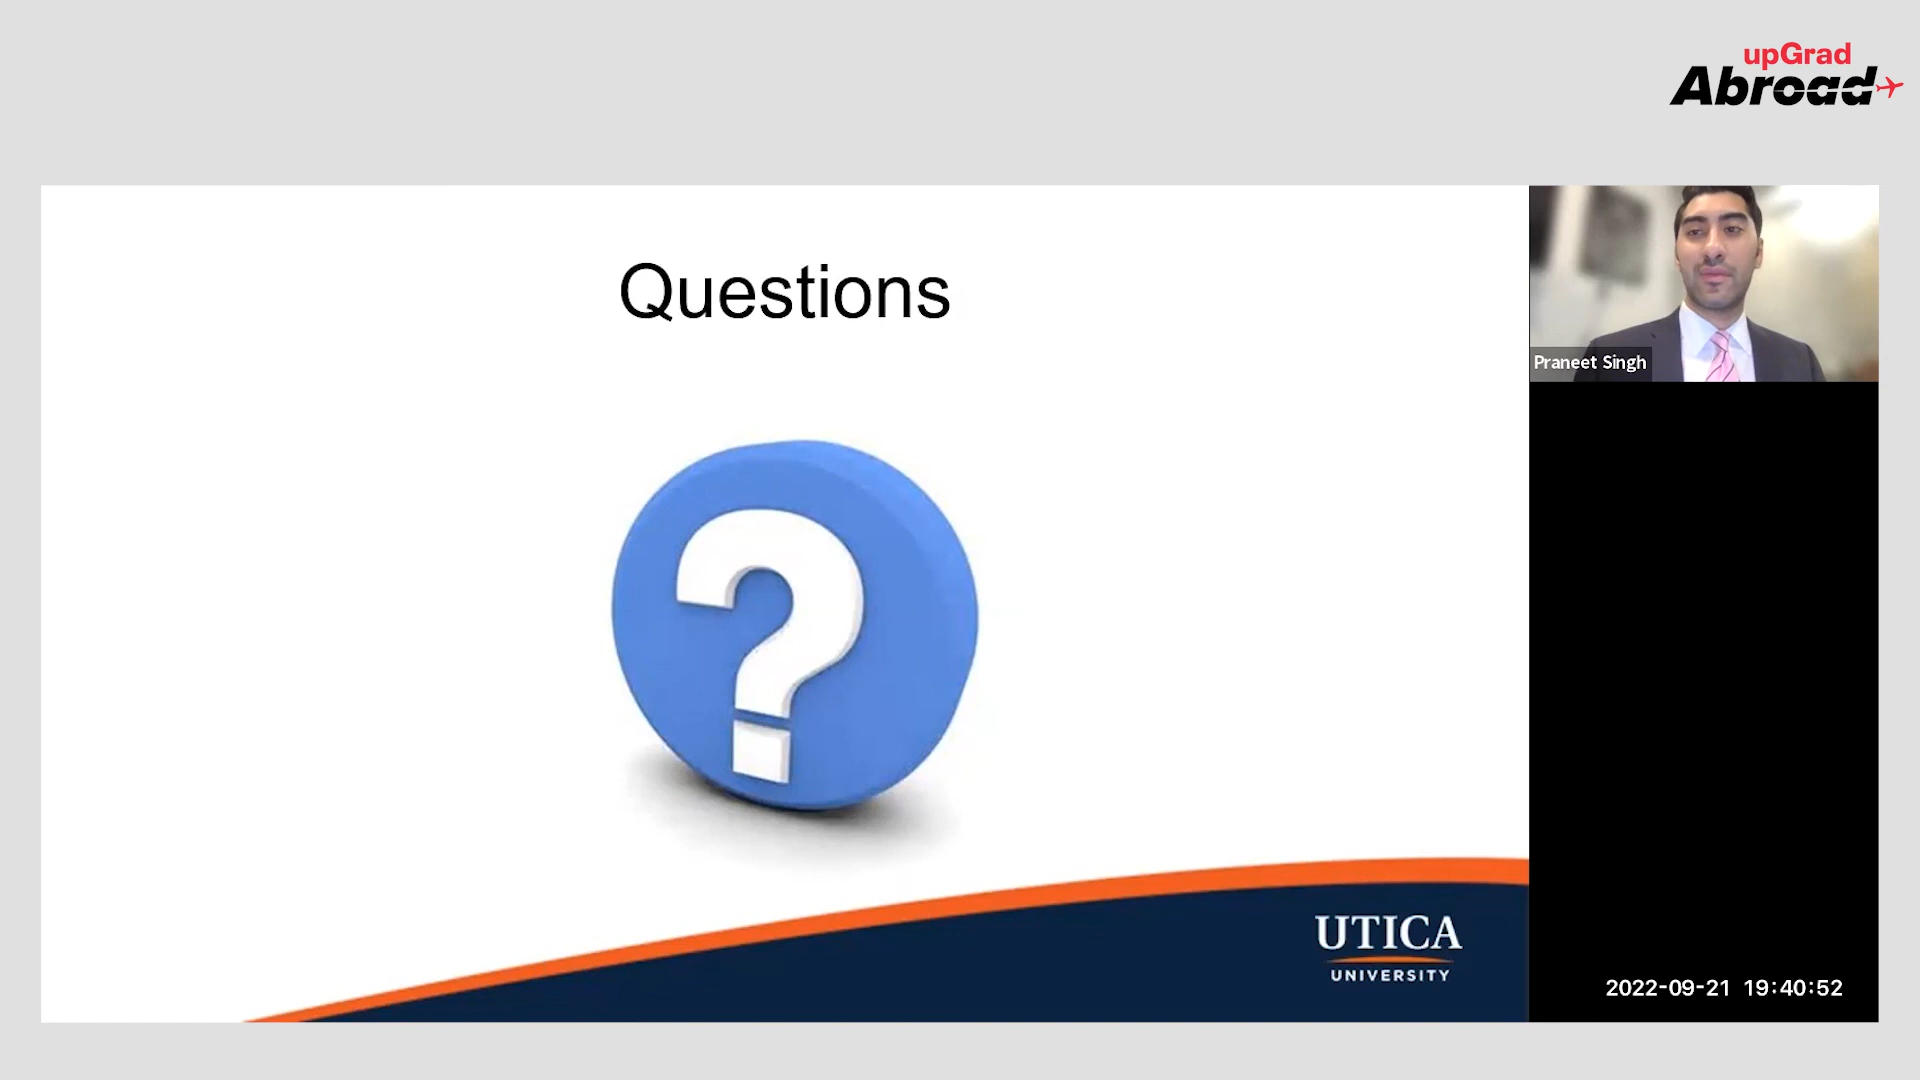 upGrad
Abroad
Questions
?
Praneet Singh
UTICA
UNIVERSITY
2022-09-21 19:40:52